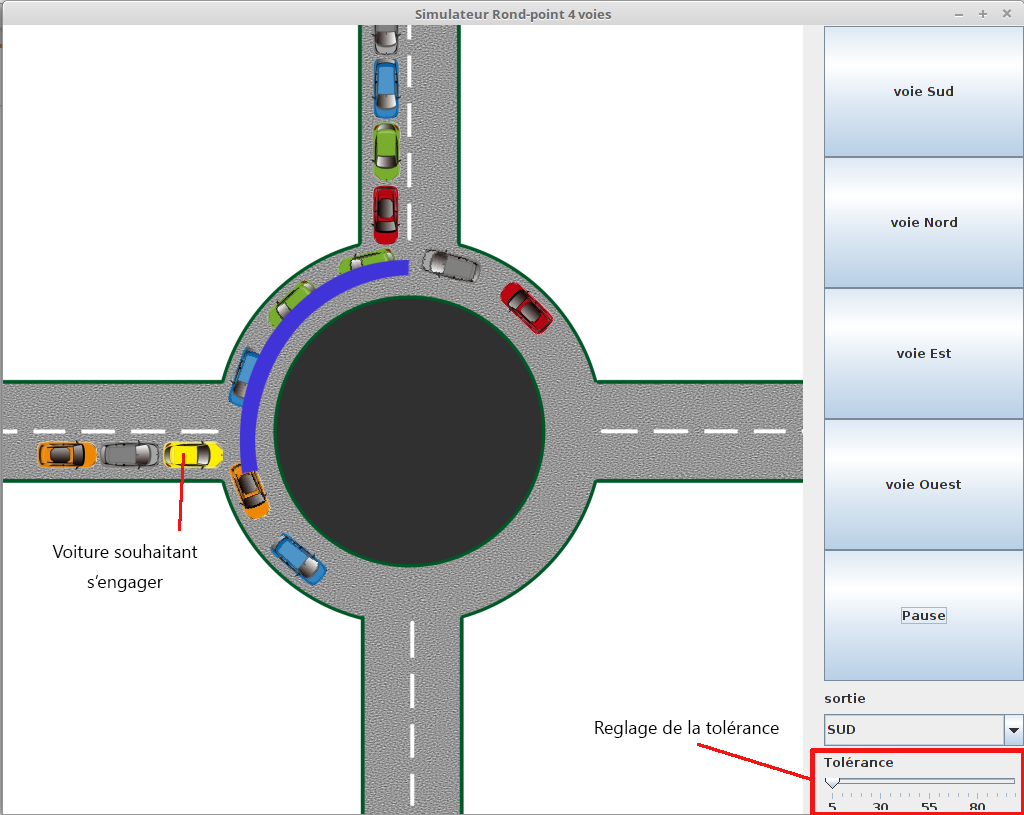 Simulateur Rond-point 4 voies
voie Sud
voie Nord
voie Est
voie Ouest
Voiture souhaitant
s'engager
Pause
sortie
Reglage de la tolérance
SUD
Tolérance
5 30 55 80